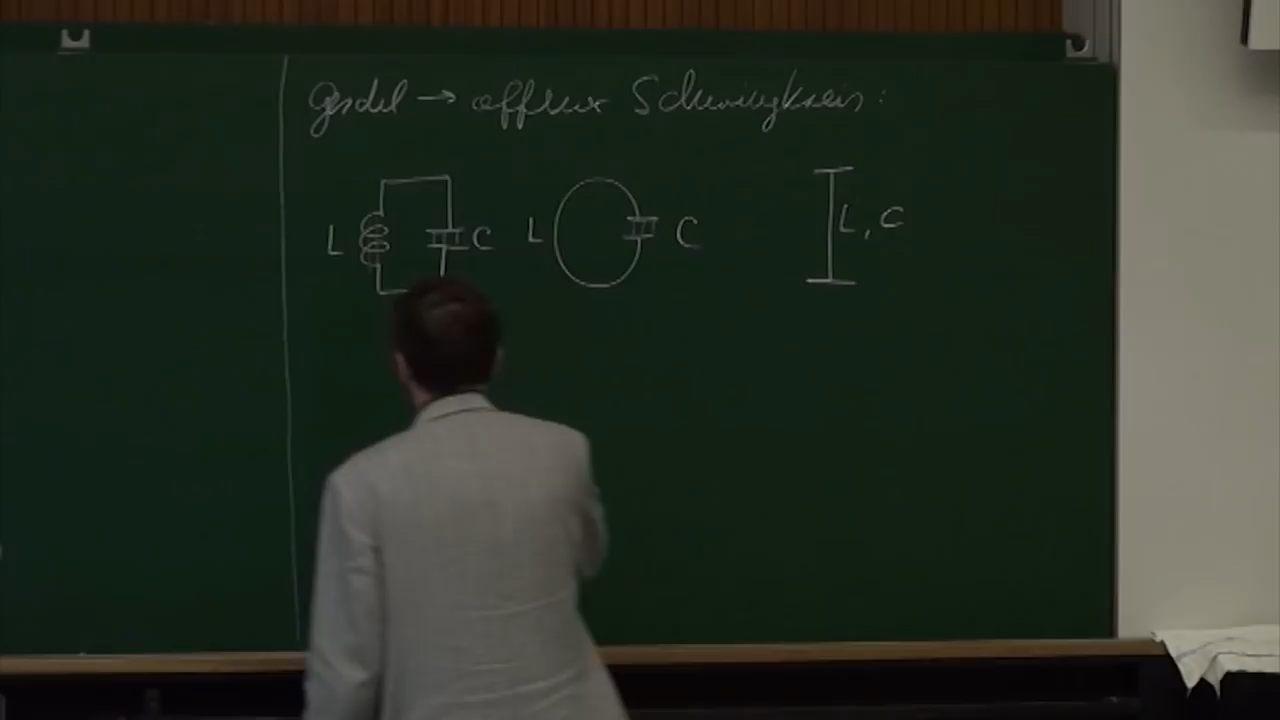 → offener Schwingkreis:
L C L C L, C